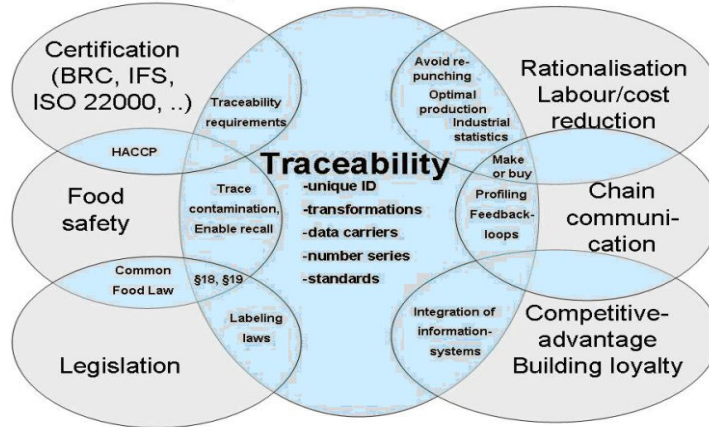 Certification
(BRC, IFS,
ISO 22000, ..)
Traceability
requirements
HACCP
Food
safety
Trace
contamination,
Enable recall
Common
Food Law
§18, §19
Legislation
Labeling
laws
Traceability
-unique ID
-transformations
-data carriers
-number series
-standards
Avoid re-
punching
Optimal
production
Industrial
statistics
Rationalisation
Labour/cost
reduction
Make
or buy
Profiling
Feedback-
loops
Chain
communi-
cation
Integration of
information-
systems
Competitive-
advantage
Building loyalty